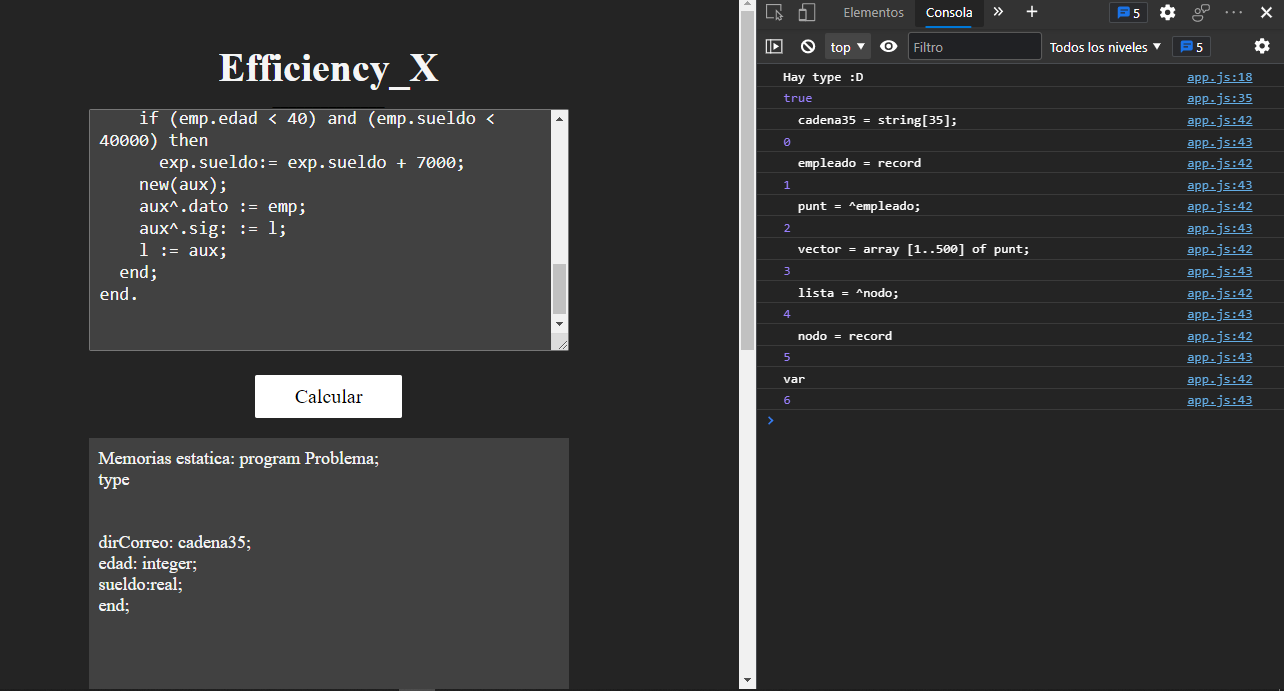 Efficiency_X
if (emp.edad < 40) and (emp.sueldo <
40000) then
exp.sueldo:= exp.sueldo + 7000;
new(aux);
aux^.dato := emp;
aux^.sig: := l;
l := aux;
end;
end.
Calcular
Memorias estatica: program Problema;
type
dirCorreo: cadena35;
edad: integer;
sueldo:real;
end;
Elementos Consola » + 5 ··· ×
top ▼ Filtro Todos los niveles ▼ 5
Hay type :D app.js:18
true app.js:35
cadena35 = string[35]; app.js:42
0 app.js:43
empleado = record app.js:42
1 app.js:43
punt = ^empleado; app.js:42
2 app.js:43
vector = array [1..500] of punt; app.js:42
3 app.js:43
lista = ^nodo; app.js:42
4 app.js:43
nodo = record app.js:42
5 app.js:43
var app.js:42
6 app.js:43
>